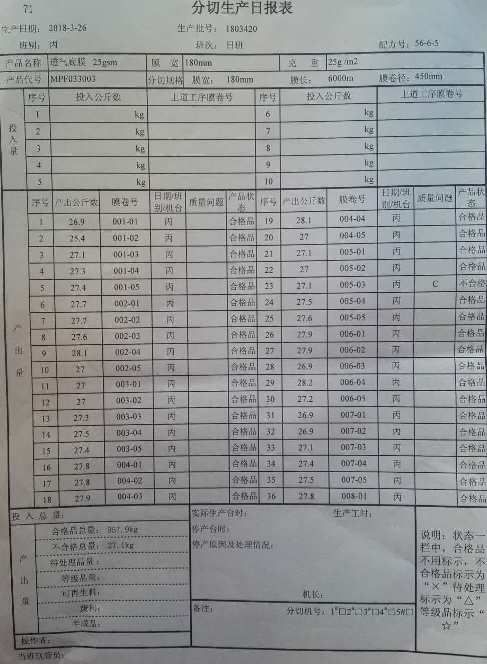 71
分切生产日报表
生产日期: 2018-3-26 生产批号: 1803420
班别: 丙 班次: 日班 配方号: 56-6-5
产品名称 透气底膜 25gsm 膜宽 180mm 克重 25g/m2
产品代号 MPF033003 分切规格 膜宽: 180mm 膜长: 6000m 膜卷径: 450mm
投入量 序号 投入公斤数 上道工序膜卷号 序号 投入公斤数 上道工序膜卷号
1 kg 6 kg
2 kg 7 kg
3 kg 8 kg
4 kg 9 kg
5 kg 10 kg
产出量 序号 产出公斤数 膜卷号 日期/班别/机台 质量问题 产品状态 序号 产出公斤数 膜卷号 日期/班别/机台 质量问题 产品状态
1 26.9 001-01 丙 合格品 19 28.1 004-04 丙 合格品
2 25.4 001-02 丙 合格品 20 27 004-05 丙 合格品
3 27.1 001-03 丙 合格品 21 27.1 005-01 丙 合格品
4 27.3 001-04 丙 合格品 22 27 005-02 丙 合格品
5 27.4 001-05 丙 合格品 23 27.1 005-03 丙 C 不合格
6 27.7 002-01 丙 合格品 24 27.5 005-04 丙 合格品
7 27.7 002-02 丙 合格品 25 27.6 005-05 丙 合格品
8 27.6 002-03 丙 合格品 26 27.9 006-01 丙 合格品
9 28.1 002-04 丙 合格品 27 27.9 006-02 丙 合格品
10 27 002-05 丙 合格品 28 26.9 006-03 丙 合格品
11 27 003-01 丙 合格品 29 28.2 006-04 丙 合格品
12 27 003-02 丙 合格品 30 27.2 006-05 丙 合格品
13 27.3 003-03 丙 合格品 31 26.9 007-01 丙 合格品
14 27.5 003-04 丙 合格品 32 26.9 007-02 丙 合格品
15 27.4 003-05 丙 合格品 33 27.1 007-03 丙 合格品
16 27.8 004-01 丙 合格品 34 27.4 007-04 丙 合格品
17 27.8 004-02 丙 合格品 35 27.5 007-05 丙 合格品
18 27.9 004-03 丙 合格品 36 27.8 008-01 丙 合格品
投入总量: 实际生产台时: 生产工时:
产出量 合格品总量: 957.9kg 停产台时:
不合格总量: 27.1kg 停产原因及处理情况:
待处理品量:
等级品量:
可再生料:
废料: 机长:
半成品: 备注: 分切机号: 1#□2#□3#□4#□5#□
说明: 状态一
栏中, 合格品
不用标示, 不
合格品标示为
“×”待处理
标示为“△”
等级品标示“
☆”
操作者:
当班质管员: